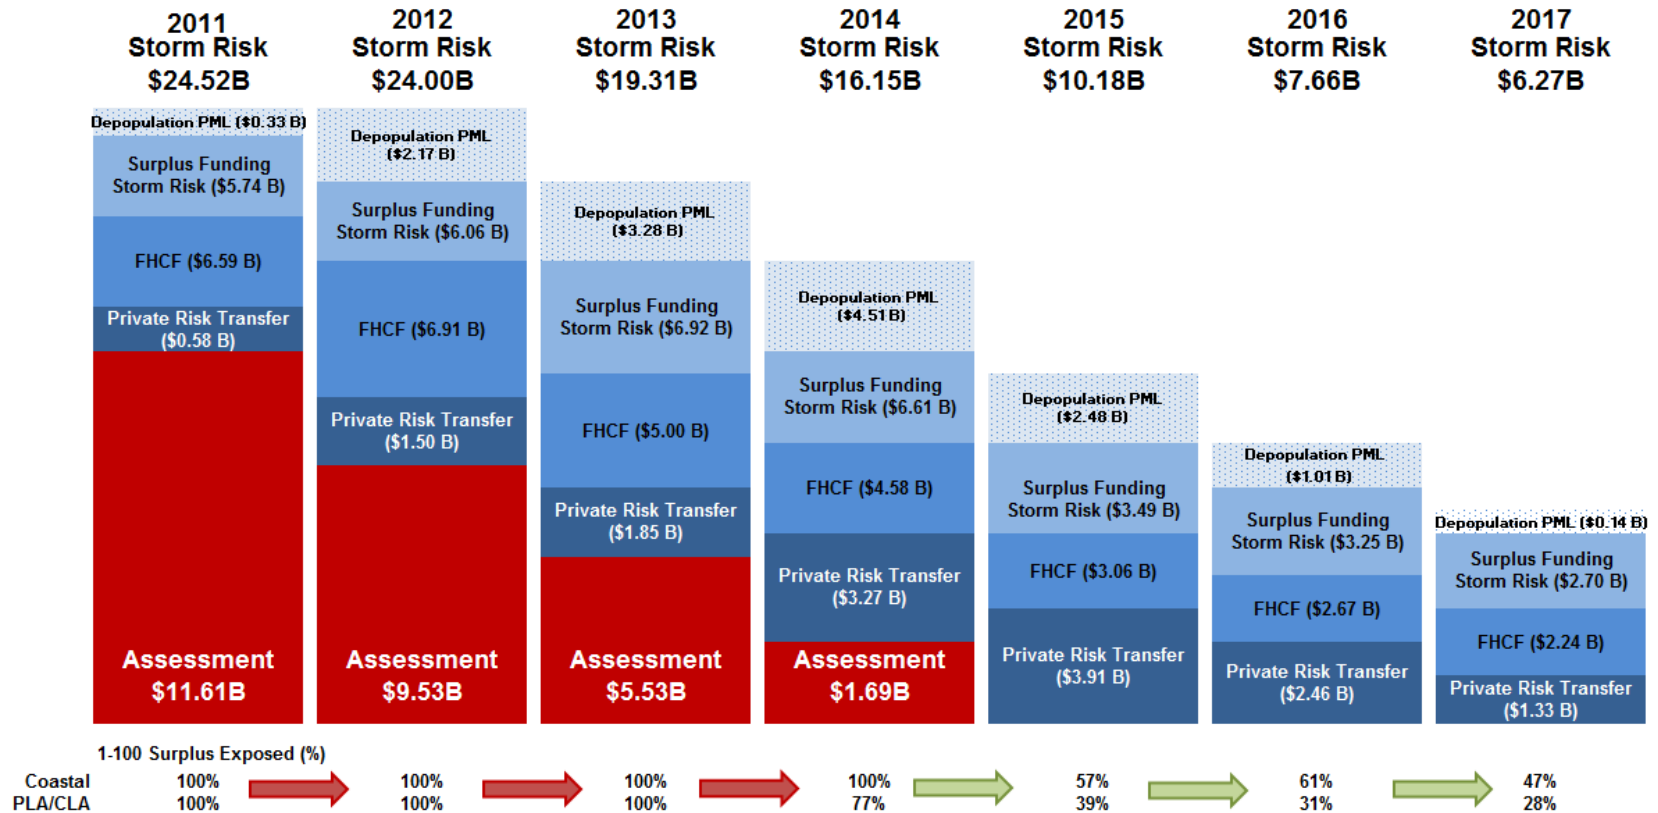 2011
Storm Risk
$24.52B
Depopulation PML ($0.33 B)
Surplus Funding
Storm Risk ($5.74 B)
FHCF ($6.59 B)
Private Risk Transfer
($0.58 B)
Assessment
$11.61B
2012
Storm Risk
$24.00B
Depopulation PML
($2.17 B)
Surplus Funding
Storm Risk ($6.06 B)
FHCF ($6.91 B)
Private Risk Transfer
($1.50 B)
Assessment
$9.53B
2013
Storm Risk
$19.31B
Depopulation PML
($3.28 B)
Surplus Funding
Storm Risk ($6.92 B)
FHCF ($5.00 B)
Private Risk Transfer
($1.85 B)
Assessment
$5.53B
2014
Storm Risk
$16.15B
Depopulation PML
($4.51 B)
Surplus Funding
Storm Risk ($6.61 B)
FHCF ($4.58 B)
Private Risk Transfer
($3.27 B)
Assessment
$1.69B
2015
Storm Risk
$10.18B
Depopulation PML
($2.48 B)
Surplus Funding
Storm Risk ($3.49 B)
FHCF ($3.06 B)
Private Risk Transfer
($3.91 B)
2016
Storm Risk
$7.66B
Depopulation PML
($1.01 B)
Surplus Funding
Storm Risk ($3.25 B)
FHCF ($2.67 B)
Private Risk Transfer
($2.46 B)
2017
Storm Risk
$6.27B
Depopulation PML ($0.14 B)
Surplus Funding
Storm Risk ($2.70 B)
FHCF ($2.24 B)
Private Risk Transfer
($1.33 B)
1-100 Surplus Exposed (%)
Coastal 100% 100% 100% 100% 57% 61% 47%
PLA/CLA 100% 100% 100% 77% 39% 31% 28%